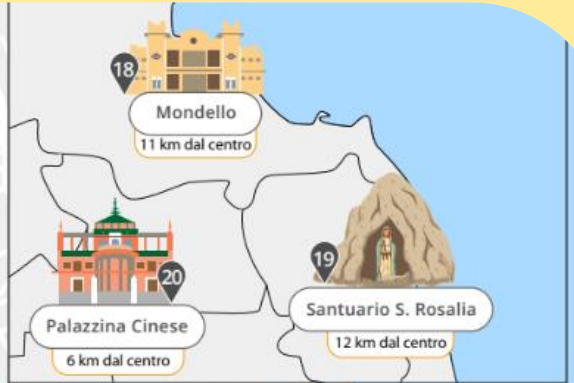 18
Mondello
11 km dal centro
19
Santuario S. Rosalia
12 km dal centro
20
Palazzina Cinese
6 km dal centro